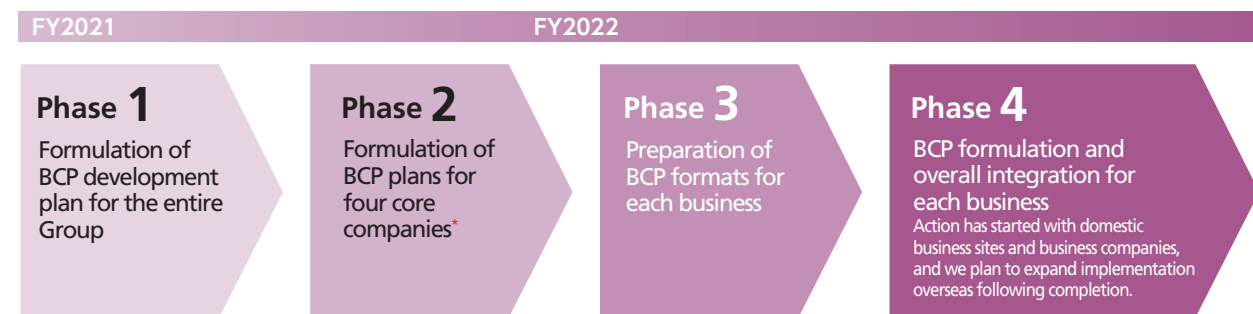 FY2021
FY2022
Phase 1
Formulation of
BCP development
plan for the entire
Group
Phase 2
Formulation of
BCP plans for
four core
companies*
Phase 3
Preparation of
BCP formats for
each business
Phase 4
BCP formulation and
overall integration for
each business
Action has started with domestic
business sites and business companies,
and we plan to expand implementation
overseas following completion.